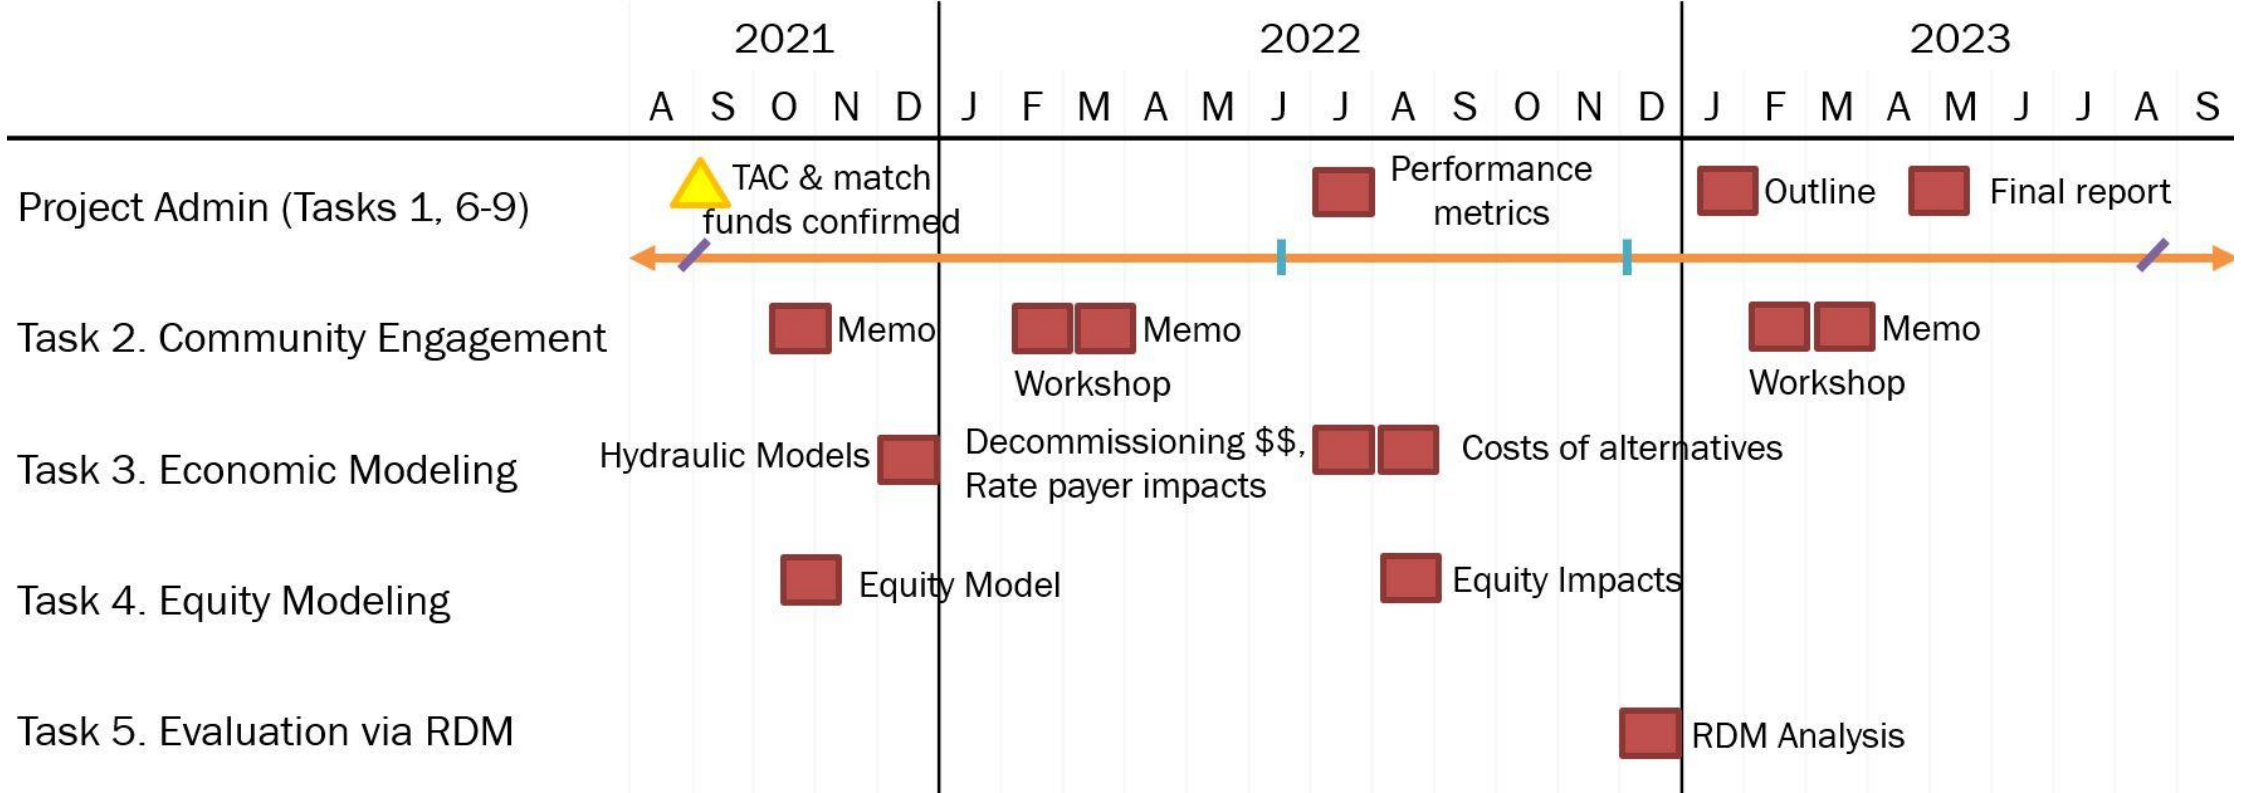 2021 2022 2023
A S O N D J F M A M J J A S O N D J F M A M J J A S
Project Admin (Tasks 1, 6-9)
TAC & match
funds confirmed
Performance
metrics
Outline
Final report
Task 2. Community Engagement
Memo
Memo
Workshop
Memo
Workshop
Task 3. Economic Modeling
Hydraulic Models
Decommissioning $$,
Rate payer impacts
Costs of alternatives
Task 4. Equity Modeling
Equity Model
Equity Impacts
Task 5. Evaluation via RDM
RDM Analysis